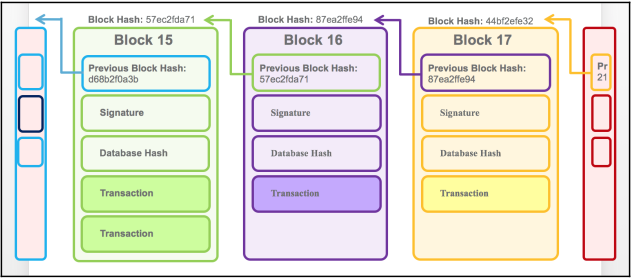 Block Hash: 57ec2fda71
Block Hash: 87ea2ffe94
Block Hash: 44bf2efe32
Block 15
Previous Block Hash:
d68b2f0a3b
Signature
Database Hash
Transaction
Transaction
Block 16
Previous Block Hash:
57ec2fda71
Signature
Database Hash
Transaction
Block 17
Previous Block Hash:
87ea2ffe94
Signature
Database Hash
Transaction
Pr
21